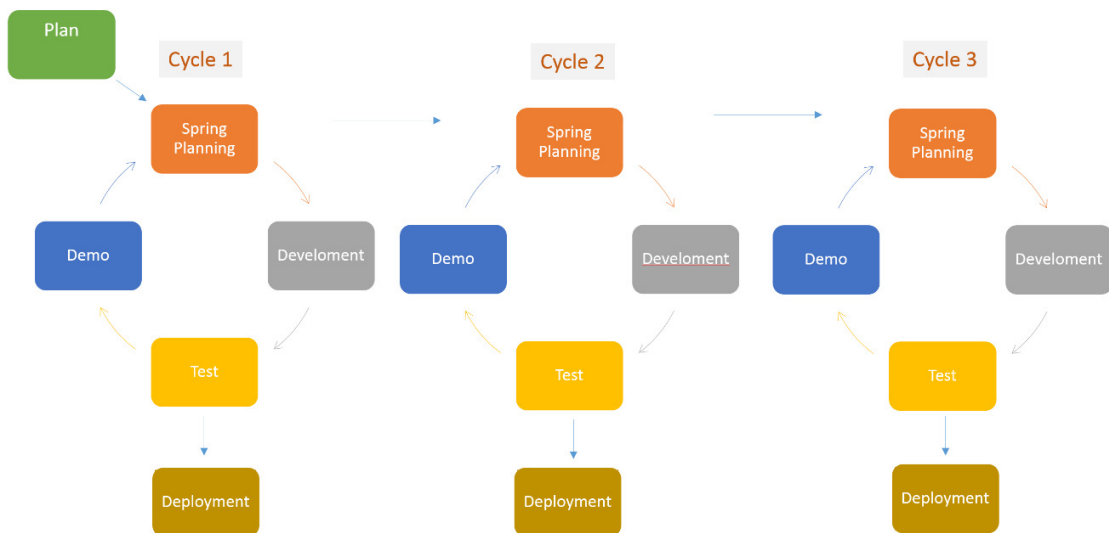 Plan
Cycle 1
Cycle 2
Cycle 3
Spring
Planning
Spring
Planning
Spring
Planning
Demo
Develoment
Demo
Develoment
Demo
Develoment
Test
Test
Test
Deployment
Deployment
Deployment